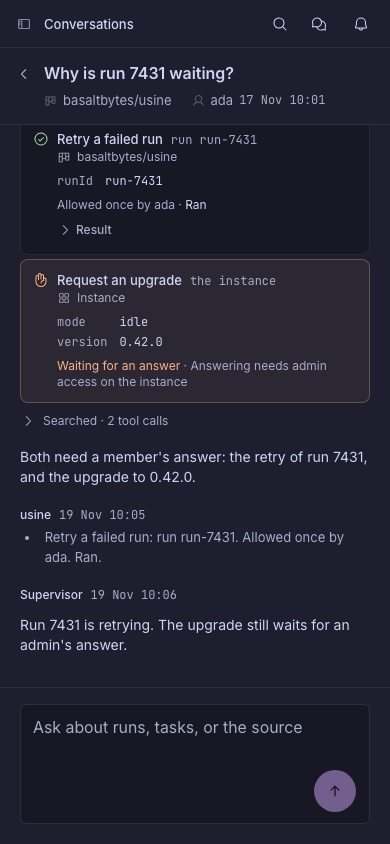 Conversations
Why is run 7431 waiting?
basaltbytes/usine ada 17 Nov 10:01
Retry a failed run run run-7431
basaltbytes/usine
runId run-7431
Allowed once by ada · Ran
Result
Request an upgrade the instance
Instance
mode idle
version 0.42.0
Waiting for an answer · Answering needs admin
access on the instance
Searched · 2 tool calls
Both need a member's answer: the retry of run 7431,
and the upgrade to 0.42.0.
usine 19 Nov 10:05
• Retry a failed run: run run-7431. Allowed once by
ada. Ran.
Supervisor 19 Nov 10:06
Run 7431 is retrying. The upgrade still waits for an
admin's answer.
Ask about runs, tasks, or the source